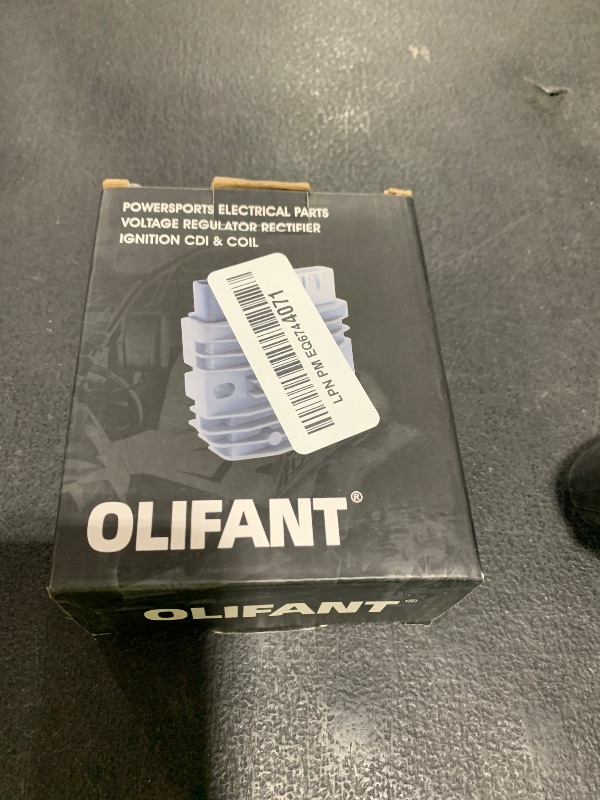 POWERSPORTS ELECTRICAL PARTS
VOLTAGE REGULATOR RECTIFIER
IGNITION CDI & COIL
LPN PM EQ6744071
OLIFANT®
OLIFANT®